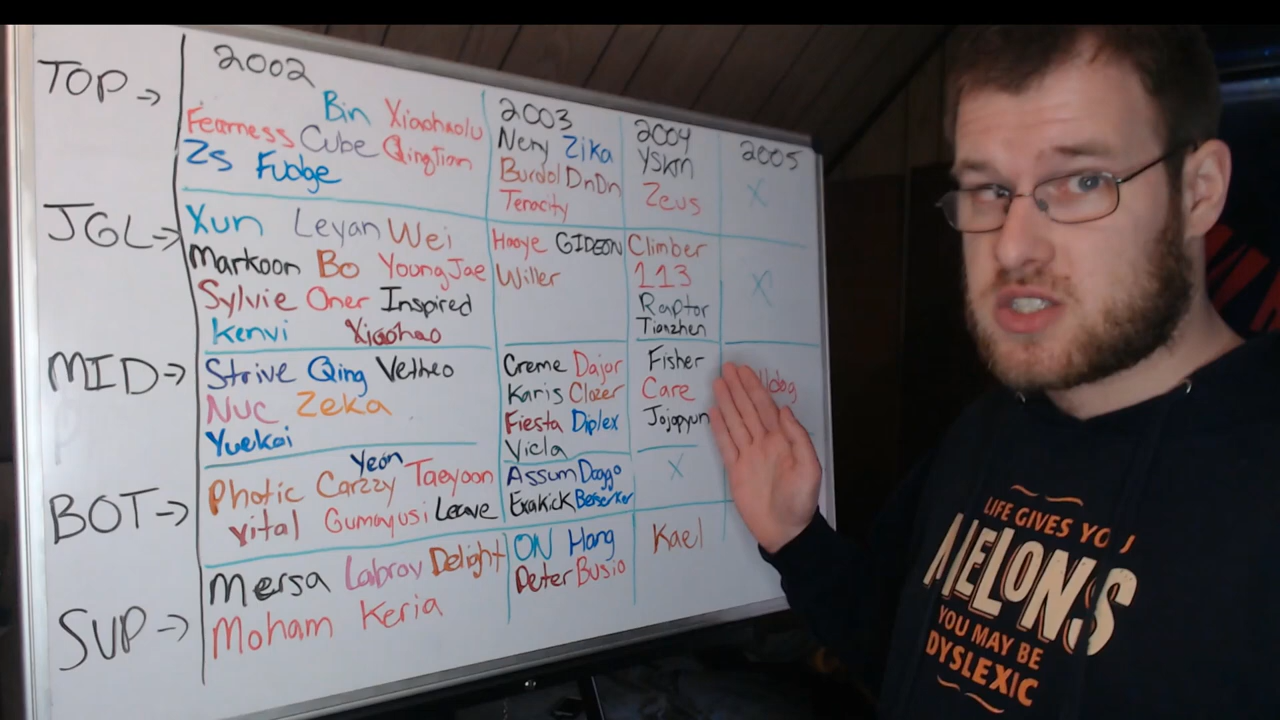 TOP -> 2002
Bin Xiaohaolu
Fearness Cube QingTian
Zs Fudge
2003
Nery Zika
Burdol DnDn
Tenacity
2004
YSKM
Zeus
2005
X
JGL->
Xun Leyan Wei
Markoon Bo YoungJae
Sylvie Oner Inspired
Kenvi Xiaohao
Haoye GIDEON
Willer
Climber
113
Raptor
Tianzhen
X
MID->
Strive Qing Vetheo
Nuc Zeka
Yuekai
Creme Dajor
Karis Clozer
Fiesta Diplex
Vicla
Fisher
Care
Jojopyun
BOT->
Yeon
Photic Carzzy Taeyoon
Vital Gumayusi Leave
Assum Doggo
Exakick Berserker
X
SUP->
Mersa Labrov Delight
Moham Keria
ON Hang
Peter Busio
Kael
LIFE GIVES YOU
MELONS
YOU MAY BE
DYSLEXIC